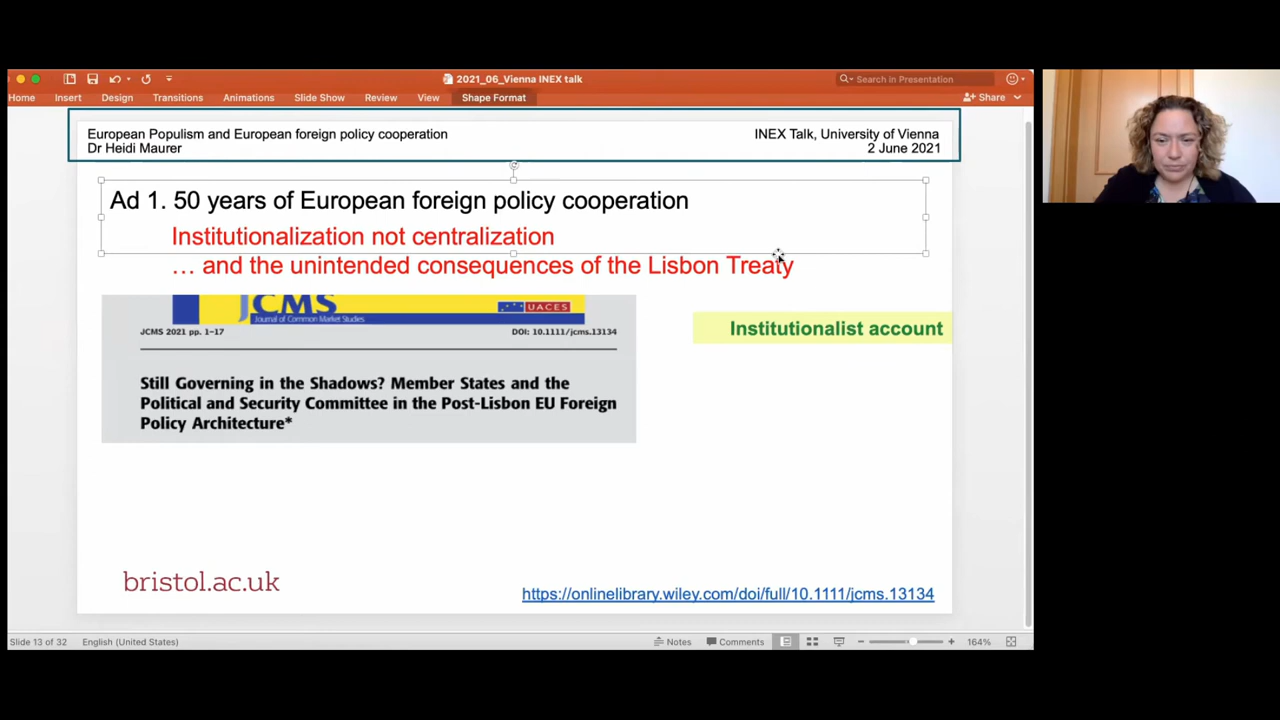 2021_06_Vienna INEX talk
Search in Presentation
Home Insert Design Transitions Animations Slide Show Review View Shape Format Share
European Populism and European foreign policy cooperation
Dr Heidi Maurer
INEX Talk, University of Vienna
2 June 2021
Ad 1. 50 years of European foreign policy cooperation
Institutionalization not centralization
… and the unintended consequences of the Lisbon Treaty
JCMS
UACES
Journal of Common Market Studies
JCMS 2021 pp. 1–17 DOI: 10.1111/jcms.13134
Institutionalist account
Still Governing in the Shadows? Member States and the
Political and Security Committee in the Post-Lisbon EU Foreign
Policy Architecture*
bristol.ac.uk
https://onlinelibrary.wiley.com/doi/full/10.1111/jcms.13134
Slide 13 of 32 English (United States) Notes Comments 164%